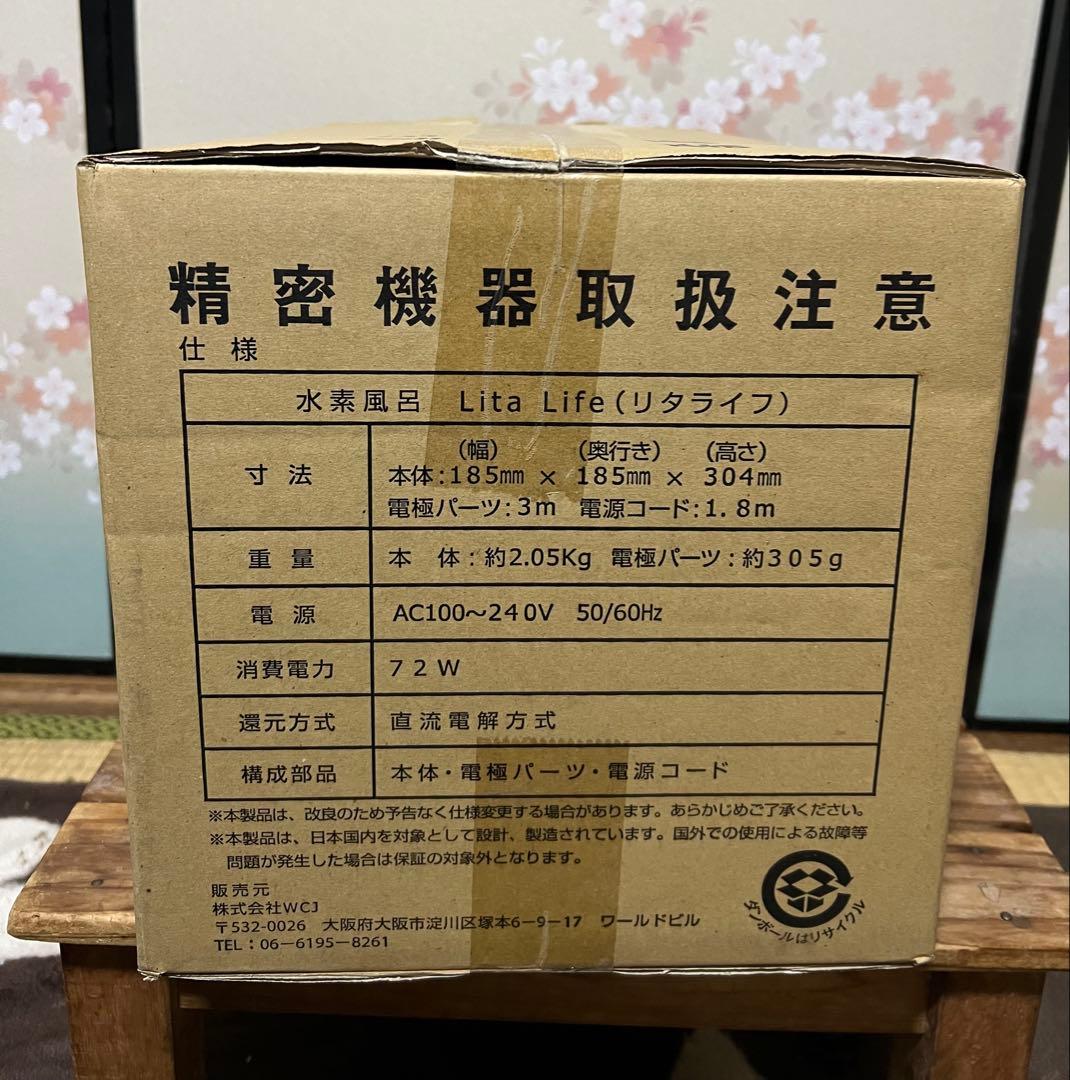 精密機器取扱注意
仕様
水素風呂 Lita Life(リタライフ)
寸法
(幅) (奥行き) (高さ)
本体:185㎜ × 185㎜ × 304㎜
電極パーツ:3m 電源コード:1.8m
重量 本 体:約2.05Kg 電極パーツ:約305g
電源 AC100〜240V 50/60Hz
消費電力 72W
還元方式 直流電解方式
構成部品 本体・電極パーツ・電源コード
※本製品は、改良のため予告なく仕様変更する場合があります。あらかじめご了承ください。
※本製品は、日本国内を対象として設計、製造されています。国外での使用による故障等
問題が発生した場合は保証の対象外となります。
販売元
株式会社WCJ
〒532-0026 大阪府大阪市淀川区塚本6-9-17 ワールドビル
TEL:06-6195-8261
ダンボールはリサイクル